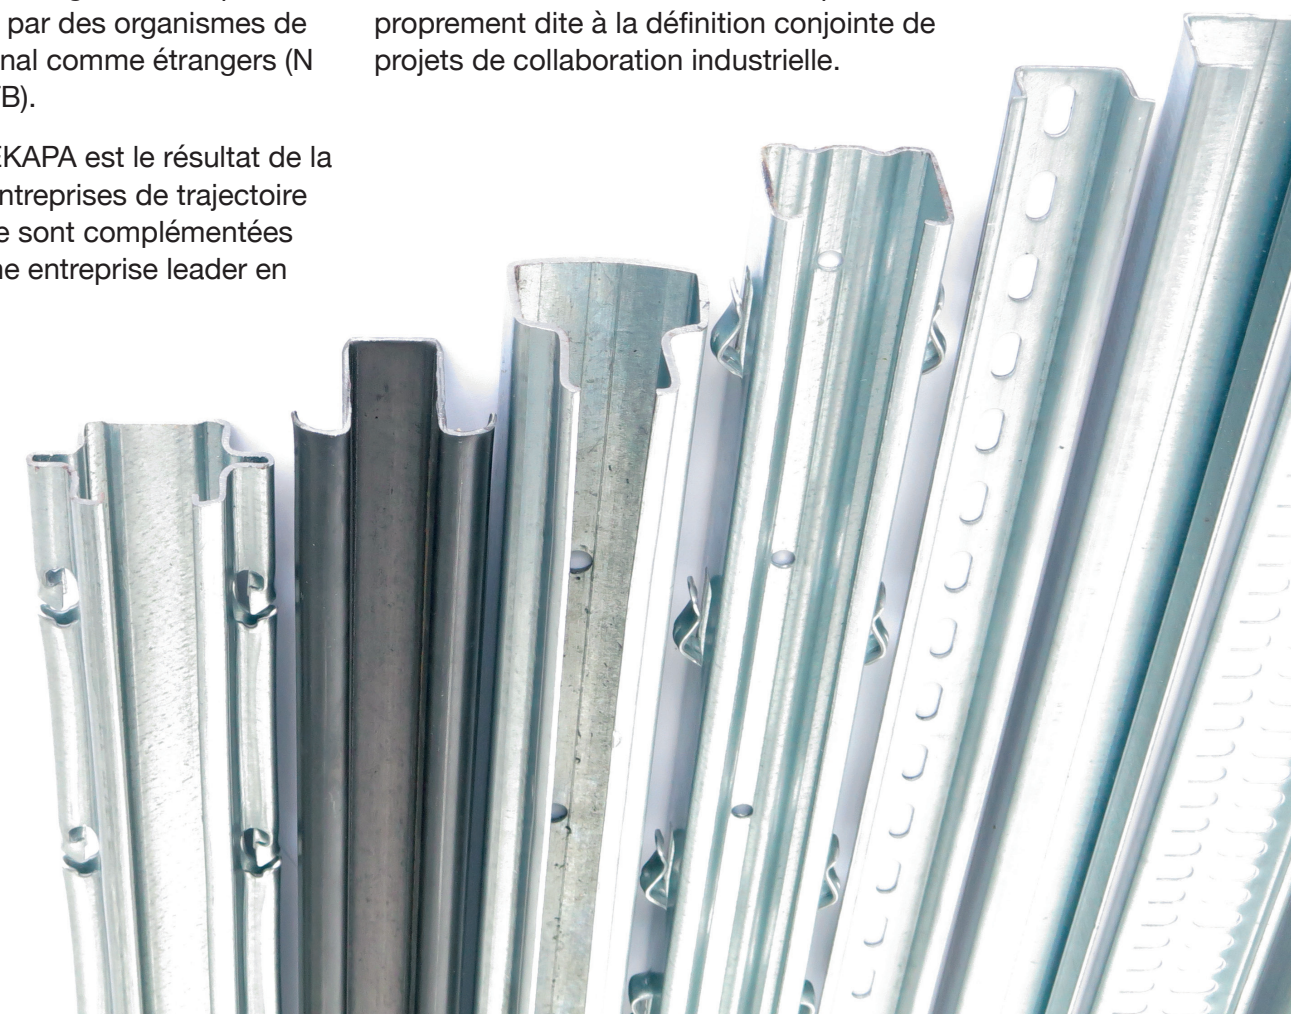 par des organismes de
nal comme étrangers (N
B).
EKAPA est le résultat de la
ntreprises de trajectoire
e sont complémentées
ne entreprise leader en
proprement dite à la définition conjointe de
projets de collaboration industrielle.